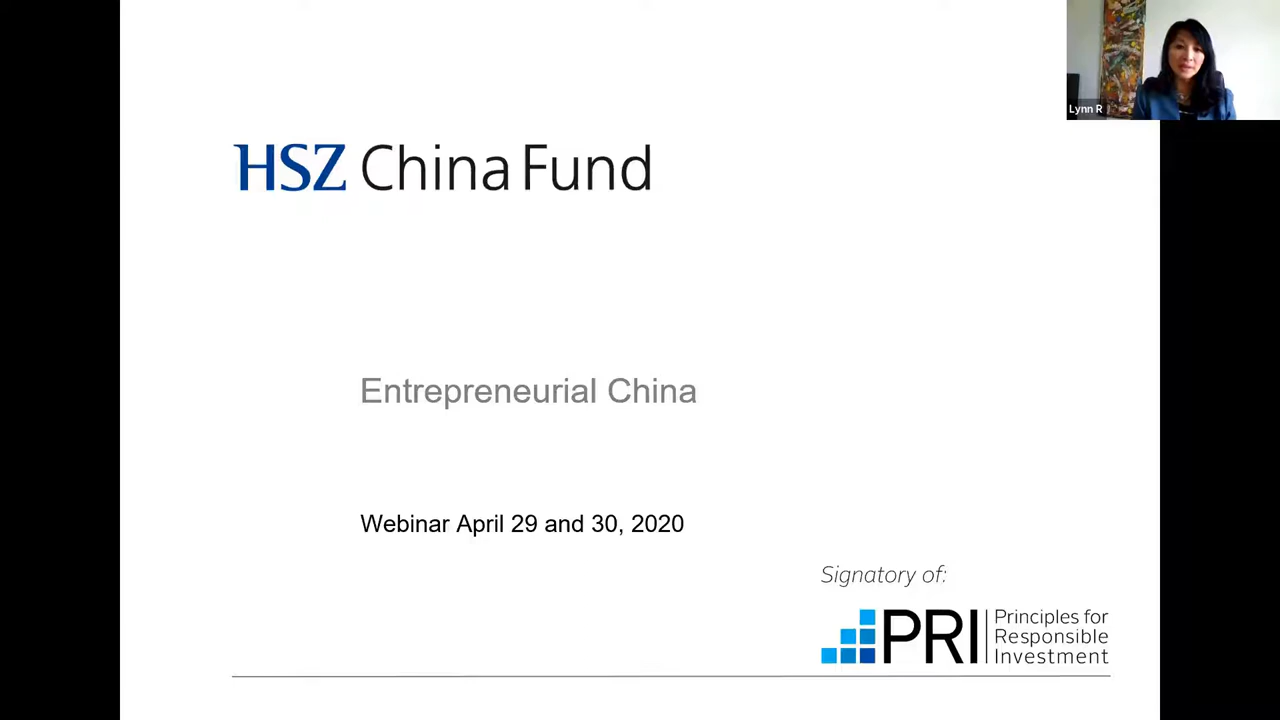 Lynn R
HSZ China Fund
Entrepreneurial China
Webinar April 29 and 30, 2020
Signatory of:
PRI
Principles for
Responsible
Investment